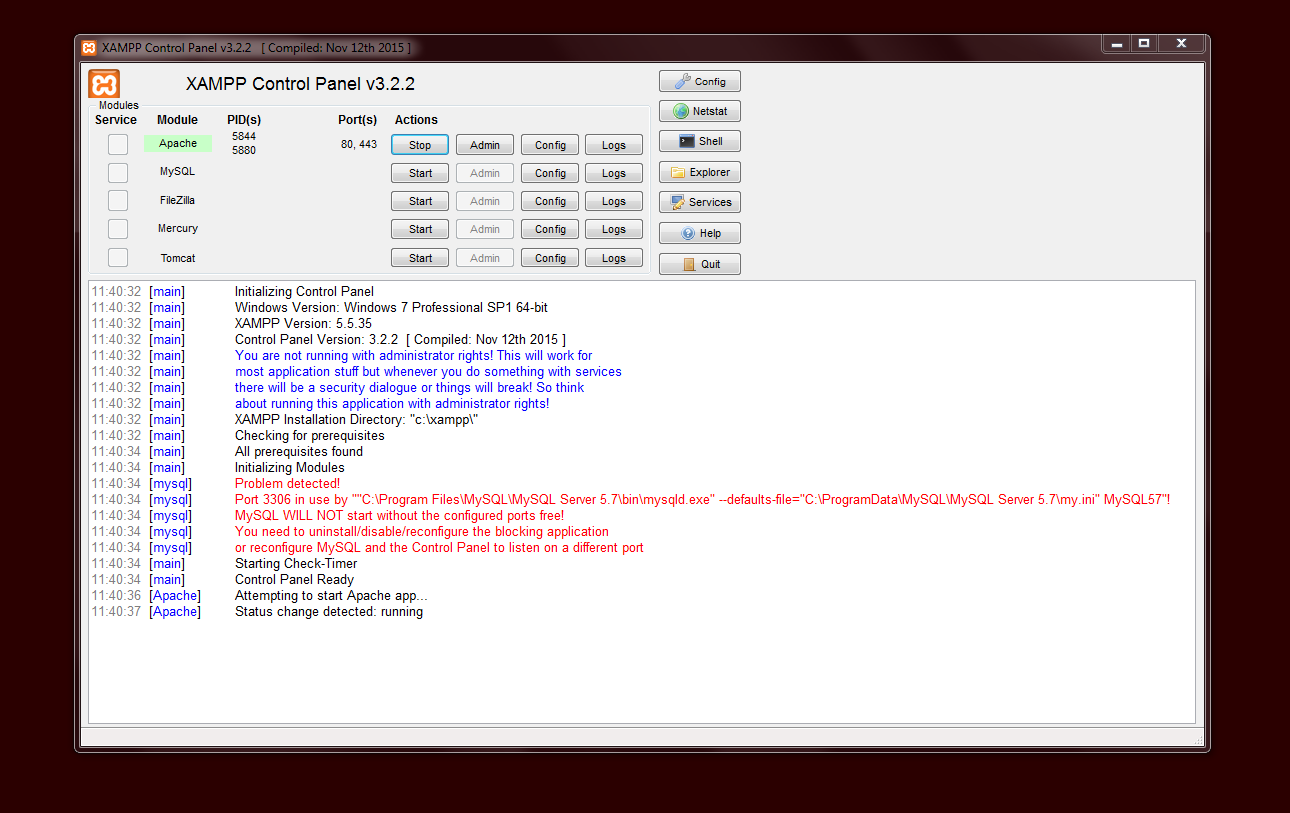 XAMPP Control Panel v3.2.2 [ Compiled: Nov 12th 2015 ]
XAMPP Control Panel v3.2.2
Modules
Service Module PID(s) Port(s) Actions
Apache 5844 5880 80, 443 Stop Admin Config Logs
MySQL Start Admin Config Logs
FileZilla Start Admin Config Logs
Mercury Start Admin Config Logs
Tomcat Start Admin Config Logs
Config
Netstat
Shell
Explorer
Services
Help
Quit
11:40:32 [main] Initializing Control Panel
11:40:32 [main] Windows Version: Windows 7 Professional SP1 64-bit
11:40:32 [main] XAMPP Version: 5.5.35
11:40:32 [main] Control Panel Version: 3.2.2 [ Compiled: Nov 12th 2015 ]
11:40:32 [main] You are not running with administrator rights! This will work for
11:40:32 [main] most application stuff but whenever you do something with services
11:40:32 [main] there will be a security dialogue or things will break! So think
11:40:32 [main] about running this application with administrator rights!
11:40:32 [main] XAMPP Installation Directory: "c:\xampp\"
11:40:32 [main] Checking for prerequisites
11:40:34 [main] All prerequisites found
11:40:34 [main] Initializing Modules
11:40:34 [mysql] Problem detected!
11:40:34 [mysql] Port 3306 in use by ""C:\Program Files\MySQL\MySQL Server 5.7\bin\mysqld.exe" --defaults-file="C:\ProgramData\MySQL\MySQL Server 5.7\my.ini" MySQL57"!
11:40:34 [mysql] MySQL WILL NOT start without the configured ports free!
11:40:34 [mysql] You need to uninstall/disable/reconfigure the blocking application
11:40:34 [mysql] or reconfigure MySQL and the Control Panel to listen on a different port
11:40:34 [main] Starting Check-Timer
11:40:34 [main] Control Panel Ready
11:40:36 [Apache] Attempting to start Apache app...
11:40:37 [Apache] Status change detected: running